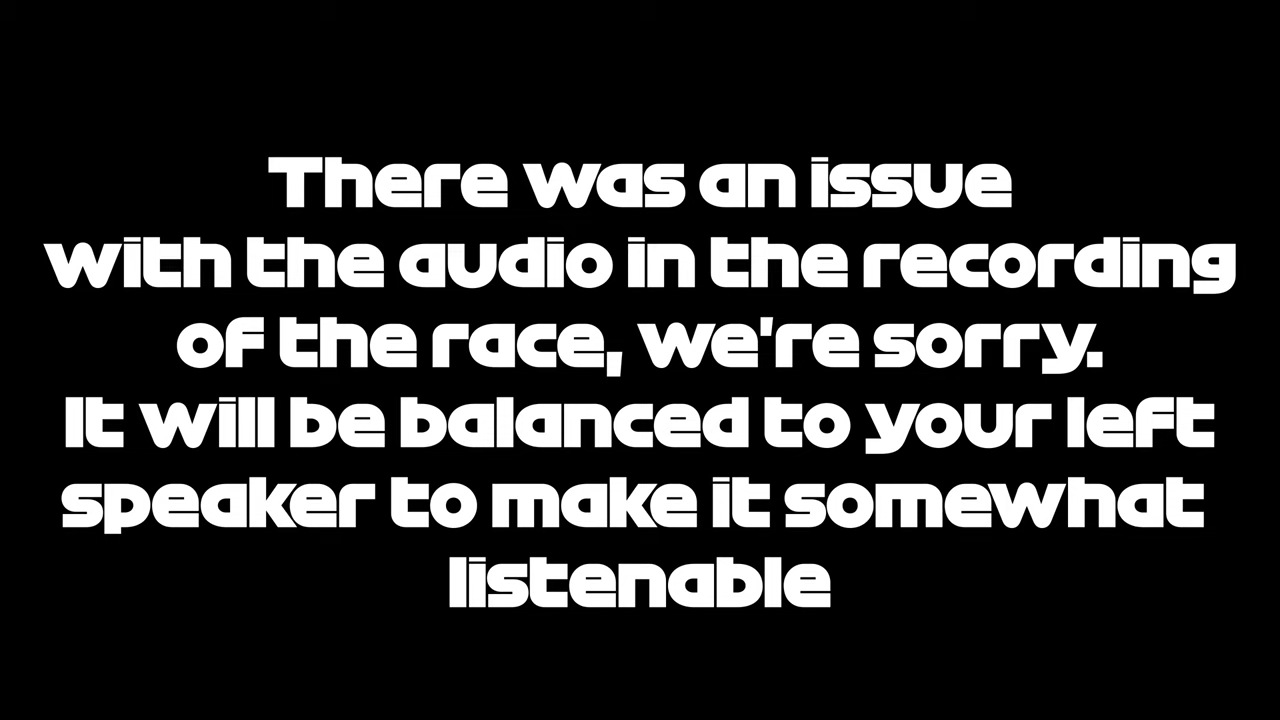 There was an issue
with the audio in the recording
of the race, we're sorry.
It will be balanced to your left
speaker to make it somewhat
listenable